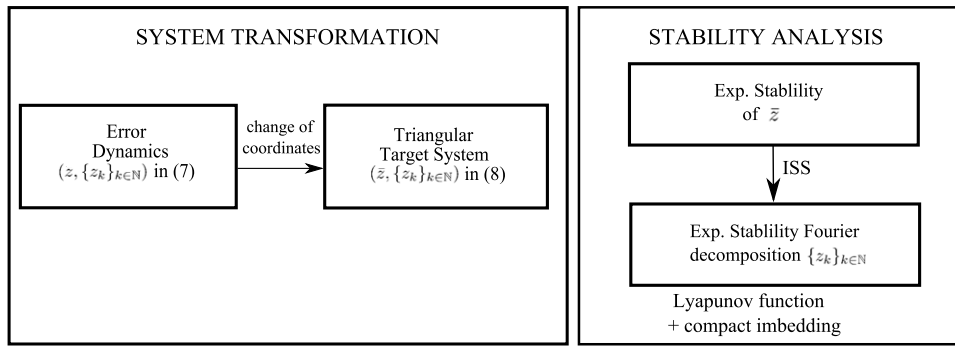 SYSTEM TRANSFORMATION
Error
Dynamics
(z, {z_k}_{k∈ℕ}) in (7)
change of
coordinates
Triangular
Target System
(z̄, {z_k}_{k∈ℕ}) in (8)
STABILITY ANALYSIS
Exp. Stablility
of z̄
ISS
Exp. Stablility Fourier
decomposition {z_k}_{k∈ℕ}
Lyapunov function
+ compact imbedding